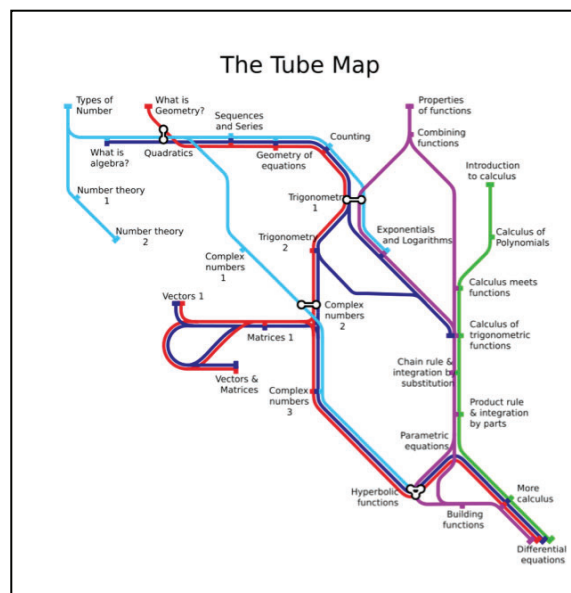 The Tube Map
Types of
Number
What is
Geometry?
Properties
of functions
Sequences
and Series
Counting
Combining
functions
What is
algebra?
Quadratics
Geometry of
equations
Introduction
to calculus
Number theory
1
Trigonometry
1
Number theory
2
Exponentials
and Logarithms
Calculus of
Polynomials
Complex
numbers
1
Trigonometry
2
Calculus meets
functions
Vectors 1
Complex
numbers
2
Matrices 1
Calculus of
trigonometric
functions
Chain rule &
integration by
substitution
Vectors &
Matrices
Complex
numbers
3
Product rule
& integration
by parts
Parametric
equations
Hyperbolic
functions
More
calculus
Building
functions
Differential
equations